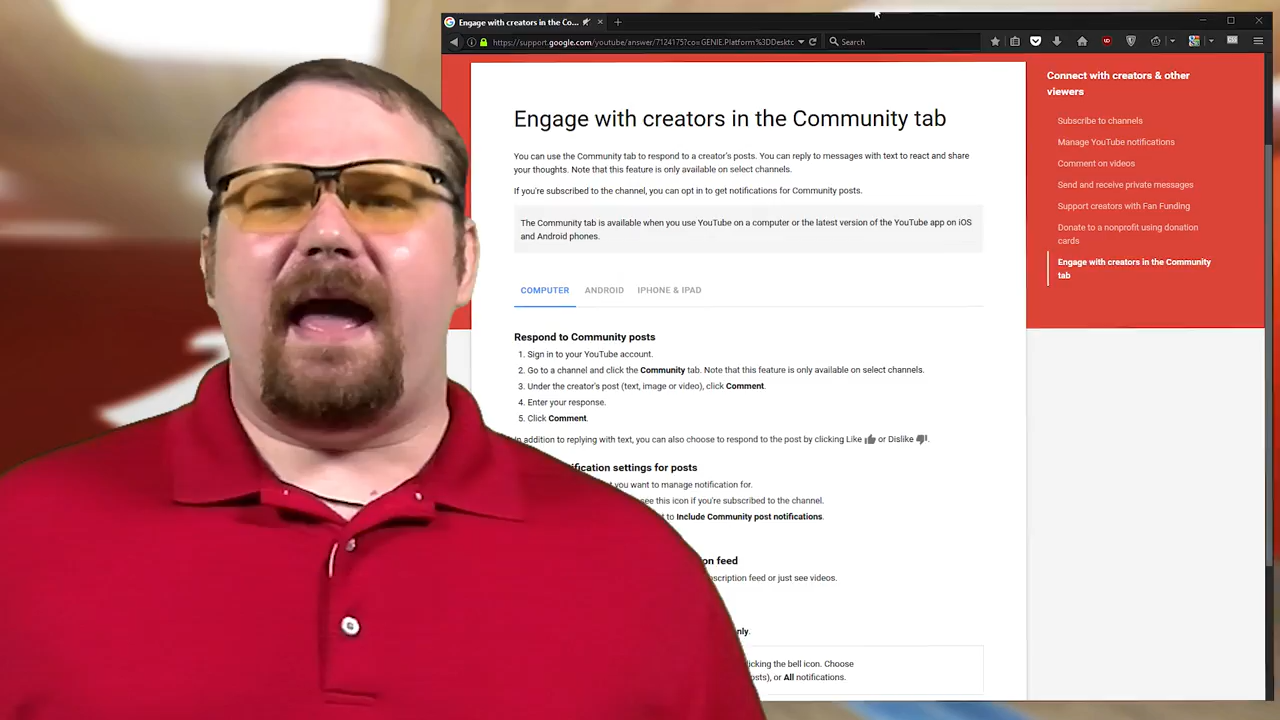 Engage with creators in the Co...
https://support.google.com/youtube/answer/7124175?co=GENIE.Platform%3DDesktc
Search
Engage with creators in the Community tab
You can use the Community tab to respond to a creator's posts. You can reply to messages with text to react and share
your thoughts. Note that this feature is only available on select channels.
If you're subscribed to the channel, you can opt in to get notifications for Community posts.
The Community tab is available when you use YouTube on a computer or the latest version of the YouTube app on iOS
and Android phones.
COMPUTER ANDROID IPHONE & IPAD
Respond to Community posts
1. Sign in to your YouTube account.
2. Go to a channel and click the Community tab. Note that this feature is only available on select channels.
3. Under the creator's post (text, image or video), click Comment.
4. Enter your response.
5. Click Comment.
In addition to replying with text, you can also choose to respond to the post by clicking Like or Dislike .
settings for posts
you want to manage notification for.
see this icon if you're subscribed to the channel.
to Include Community post notifications.
feed
feed or just see videos.
the bell icon. Choose
or All notifications.
Connect with creators & other
viewers
Subscribe to channels
Manage YouTube notifications
Comment on videos
Send and receive private messages
Support creators with Fan Funding
Donate to a nonprofit using donation
cards
Engage with creators in the Community
tab